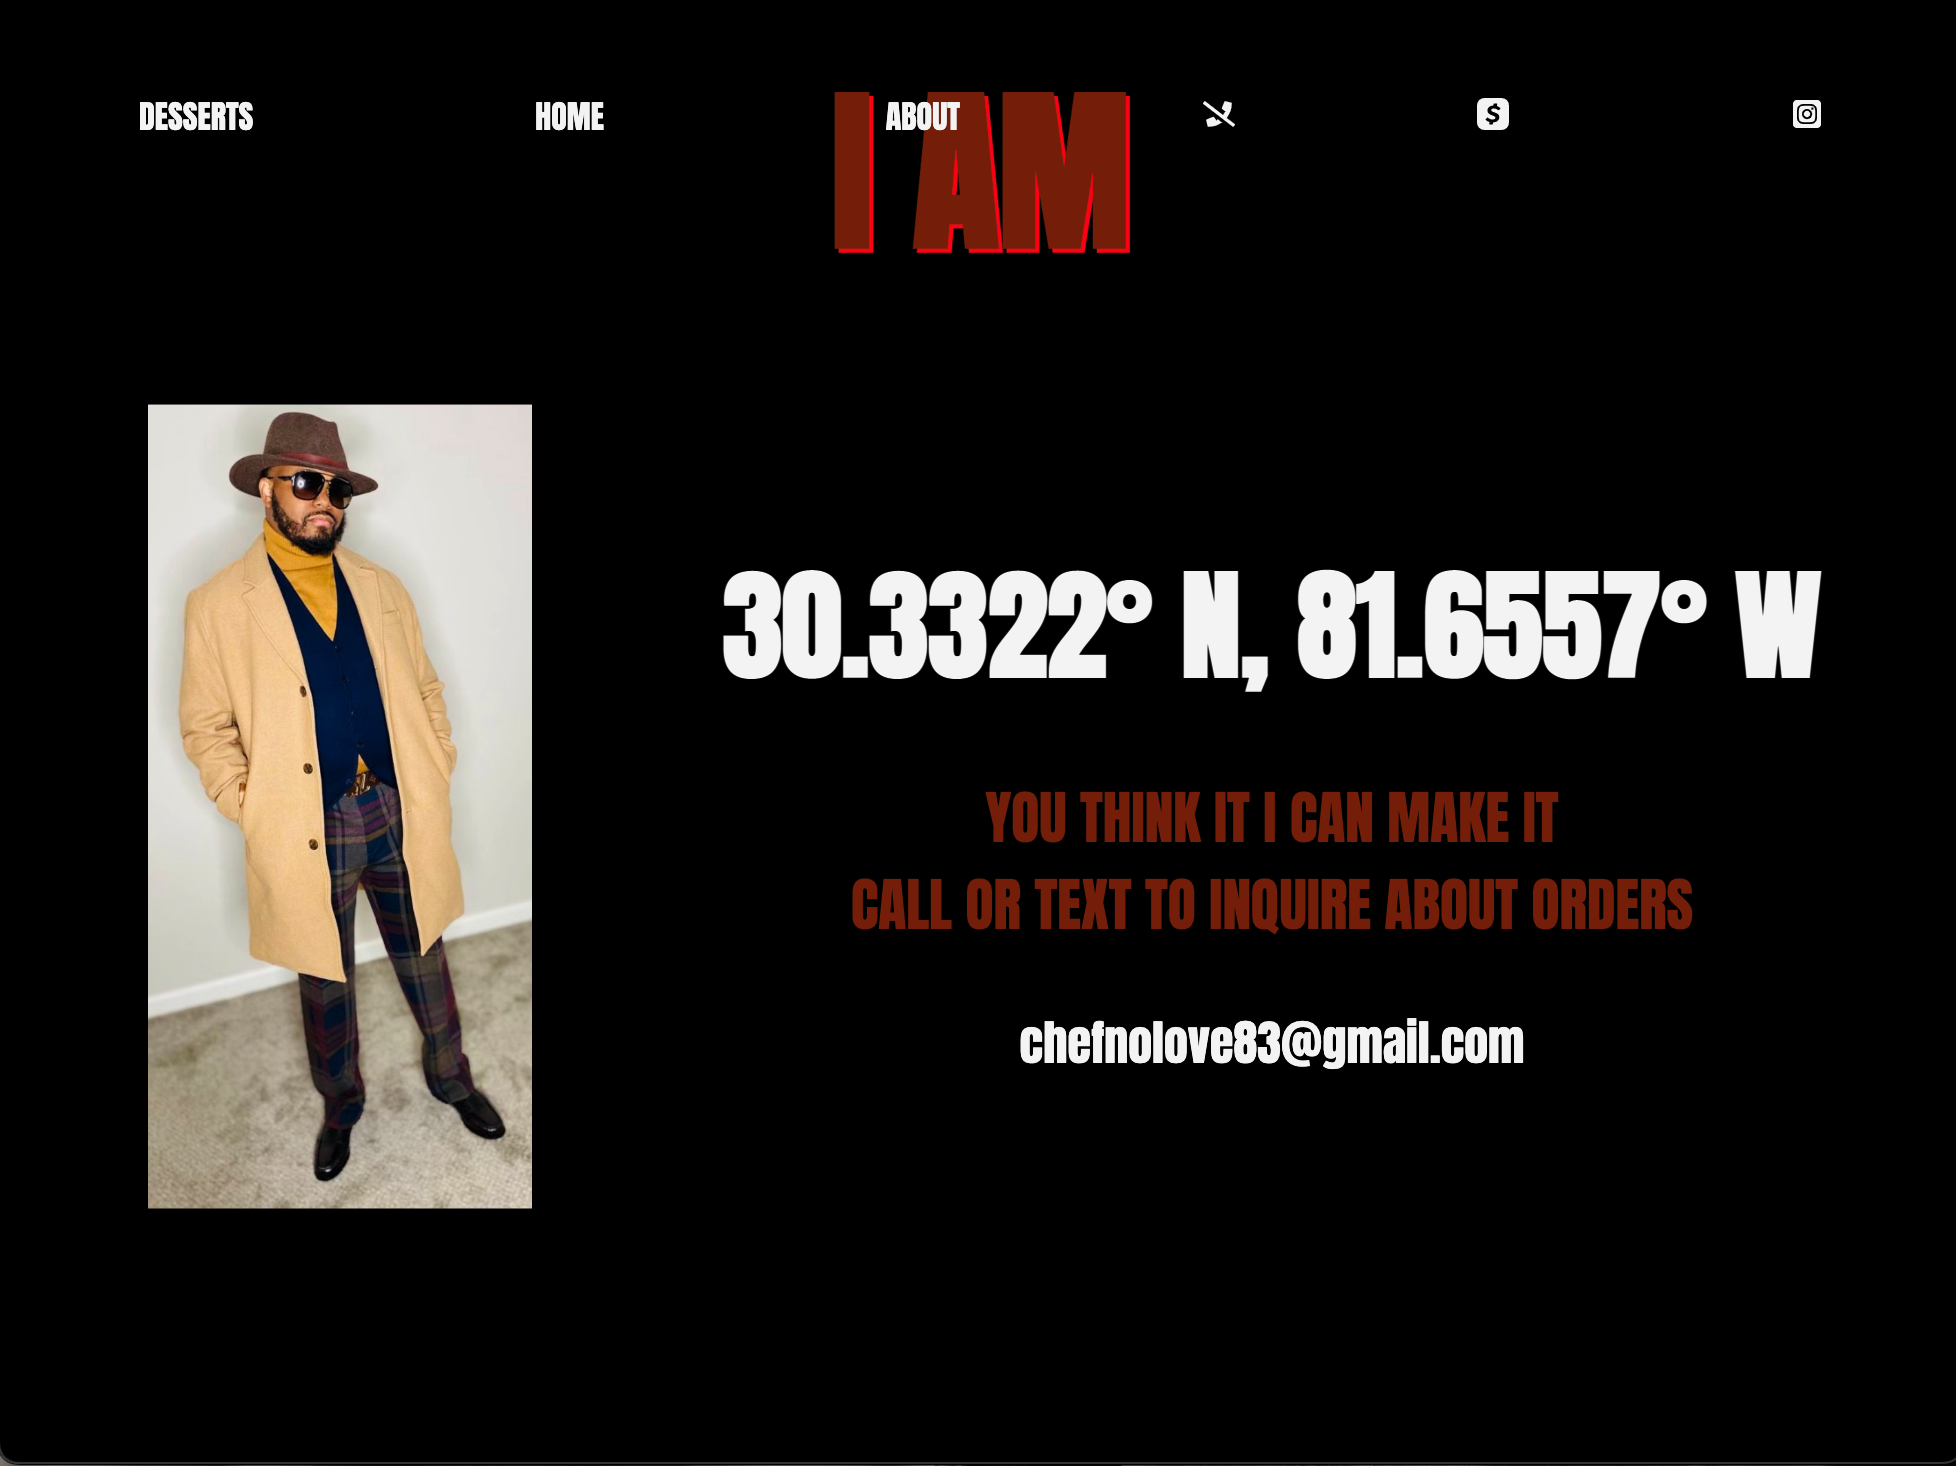 DESSERTS HOME ABOUT
I AM
30.3322° N, 81.6557° W
YOU THINK IT I CAN MAKE IT
CALL OR TEXT TO INQUIRE ABOUT ORDERS
chefnolove83@gmail.com